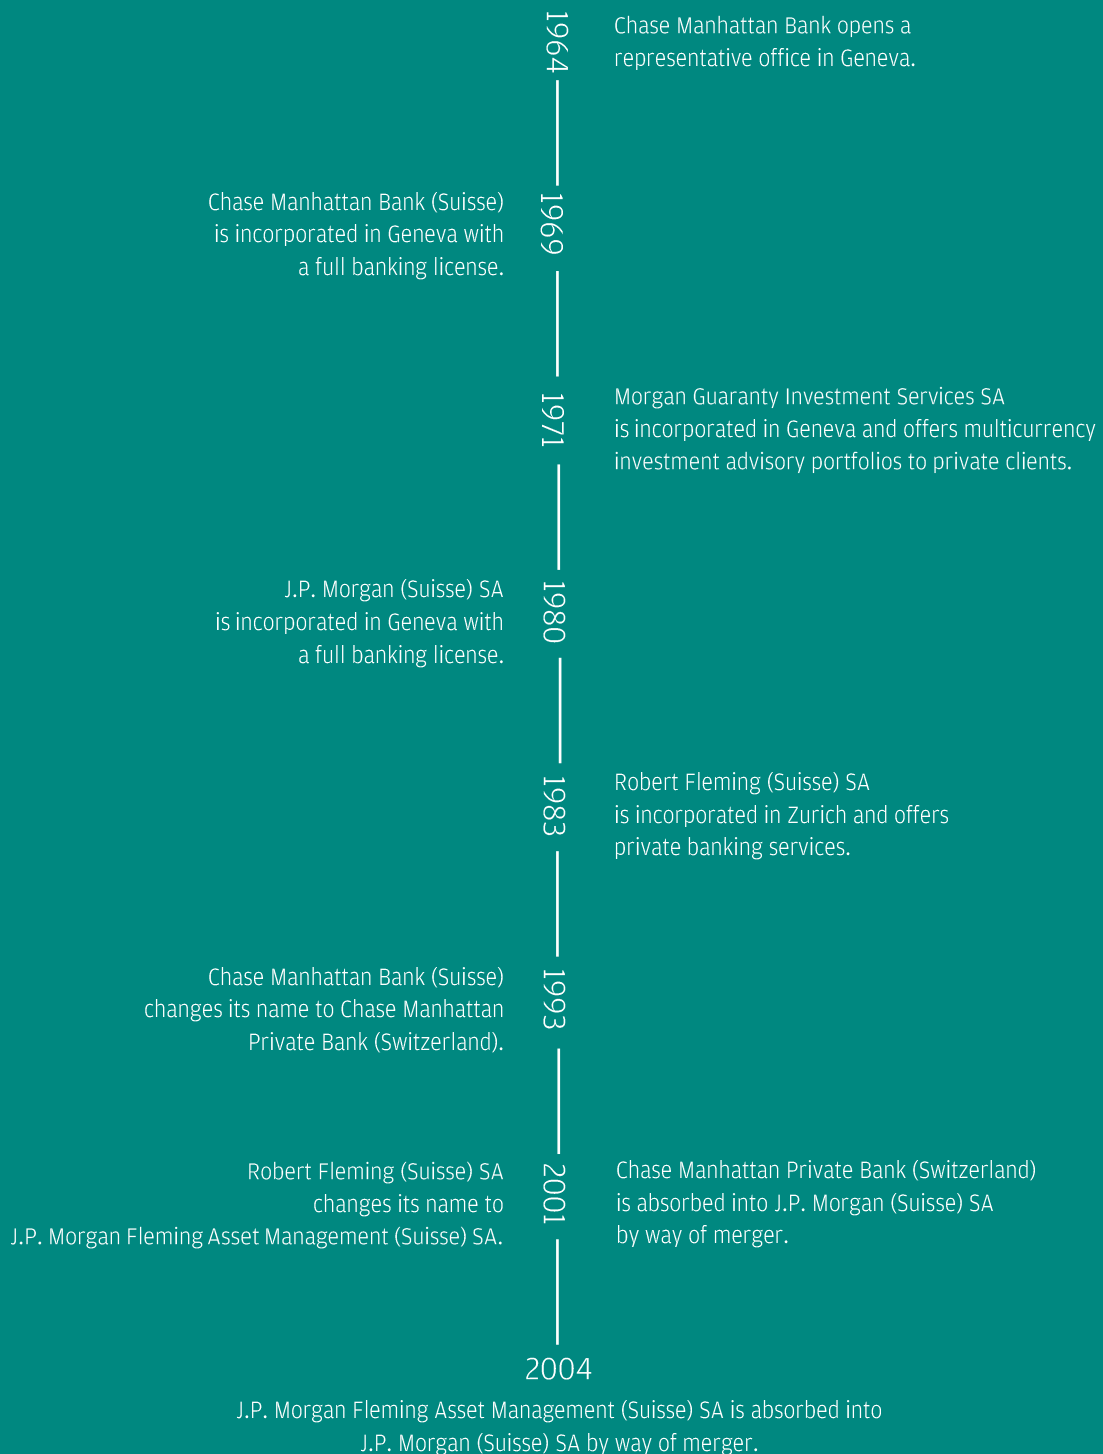 1964
Chase Manhattan Bank opens a
representative office in Geneva.
1969
Chase Manhattan Bank (Suisse)
is incorporated in Geneva with
a full banking license.
1971
Morgan Guaranty Investment Services SA
is incorporated in Geneva and offers multicurrency
investment advisory portfolios to private clients.
1980
J.P. Morgan (Suisse) SA
is incorporated in Geneva with
a full banking license.
1983
Robert Fleming (Suisse) SA
is incorporated in Zurich and offers
private banking services.
1993
Chase Manhattan Bank (Suisse)
changes its name to Chase Manhattan
Private Bank (Switzerland).
2001
Robert Fleming (Suisse) SA
changes its name to
J.P. Morgan Fleming Asset Management (Suisse) SA.
Chase Manhattan Private Bank (Switzerland)
is absorbed into J.P. Morgan (Suisse) SA
by way of merger.
2004
J.P. Morgan Fleming Asset Management (Suisse) SA is absorbed into
J.P. Morgan (Suisse) SA by way of merger.